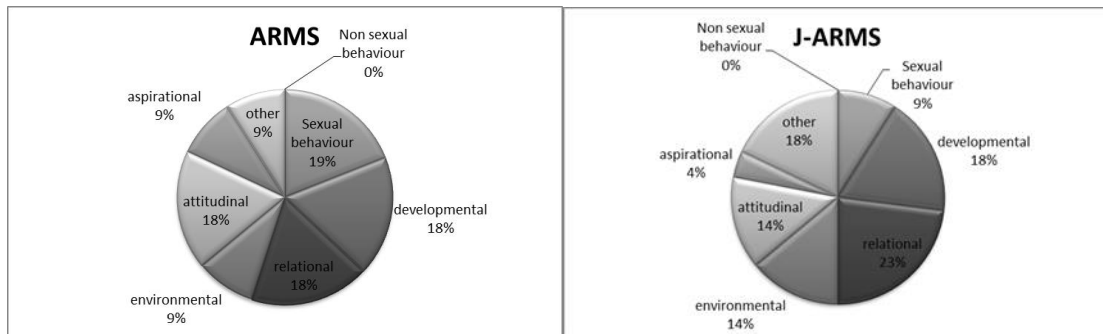 ARMS
Non sexual
behaviour
0%
Sexual
behaviour
19%
developmental
18%
relational
18%
environmental
9%
attitudinal
18%
aspirational
9%
other
9%
J-ARMS
Non sexual
behaviour
0%
Sexual
behaviour
9%
developmental
18%
relational
23%
environmental
14%
attitudinal
14%
aspirational
4%
other
18%